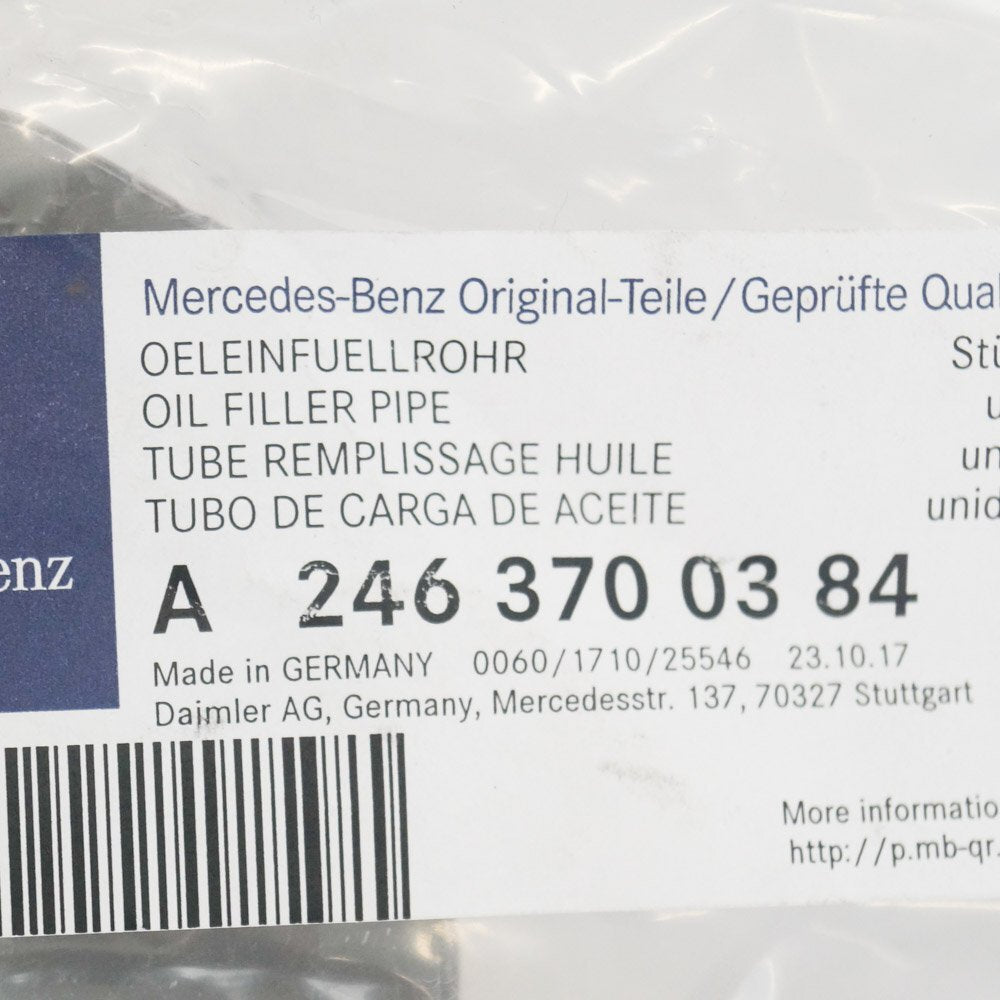 Mercedes-Benz Original-Teile/Geprüfte
OELEINFUELLROHR
OIL FILLER PIPE
TUBE REMPLISSAGE HUILE
TUBO DE CARGA DE ACEITE
enz
A 246 370 03 84
Made in GERMANY 0060/1710/25546 23.10.17
Daimler AG, Germany, Mercedesstr. 137, 70327 Stuttgart
More informatio
http://p.mb-qr.